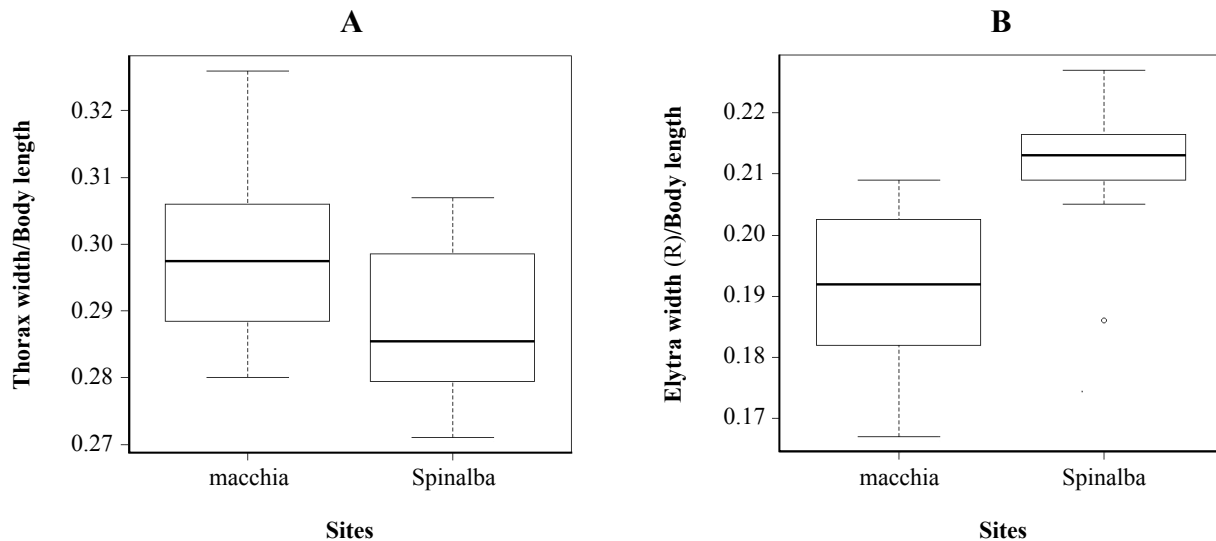 A
Thorax width/Body length
0.32
0.31
0.30
0.29
0.28
0.27
macchia Spinalba
Sites
B
Elytra width (R)/Body length
0.22
0.21
0.20
0.19
0.18
0.17
macchia Spinalba
Sites